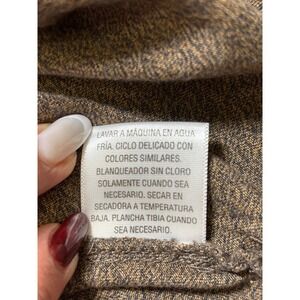 LAVAR A MÁQUINA EN AGUA
FRÍA. CICLO DELICADO CON
COLORES SIMILARES.
BLANQUEADOR SIN CLORO
SOLAMENTE CUANDO SEA
NECESARIO. SECAR EN
SECADORA A TEMPERATURA
BAJA. PLANCHA TIBIA CUANDO
SEA NECESARIO.